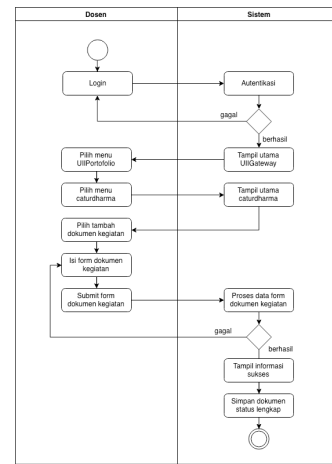 Dosen
Sistem
Login
Autentikasi
gagal
berhasil
Pilih menu
UIIPortofolio
Tampil utama
UIIGateway
Pilih menu
caturdharma
Tampil utama
caturdharma
Pilih tambah
dokumen kegiatan
Isi form dokumen
kegiatan
Submit form
dokumen kegiatan
Proses data form
dokumen kegiatan
gagal
berhasil
Tampil informasi
sukses
Simpan dokumen
status lengkap